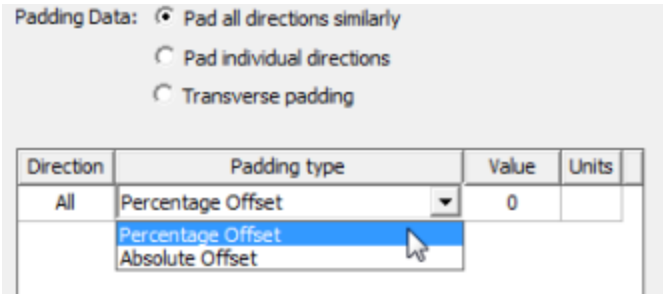 Padding Data: Pad all directions similarly
Pad individual directions
Transverse padding
Direction Padding type Value Units
All Percentage Offset 0
Percentage Offset
Absolute Offset